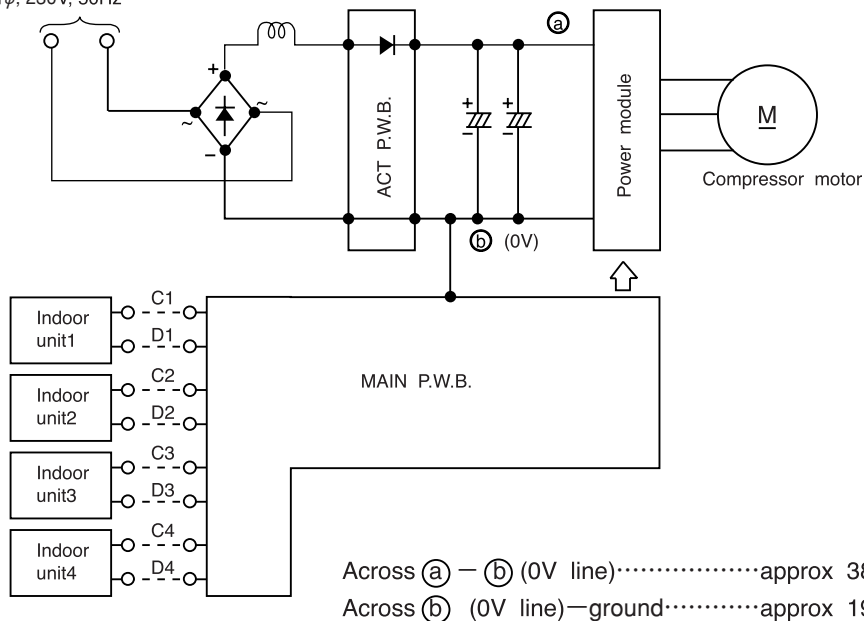 230V, 50Hz
a
+
~
~
−
ACT P.W.B.
+
−
+
−
Power module
M
Compressor motor
b (0V)
Indoor
unit1
C1
D1
Indoor
unit2
C2
D2
MAIN P.W.B.
Indoor
unit3
C3
D3
Indoor
unit4
C4
D4
Across a − b (0V line)·················approx
Across b (0V line)−ground············approx